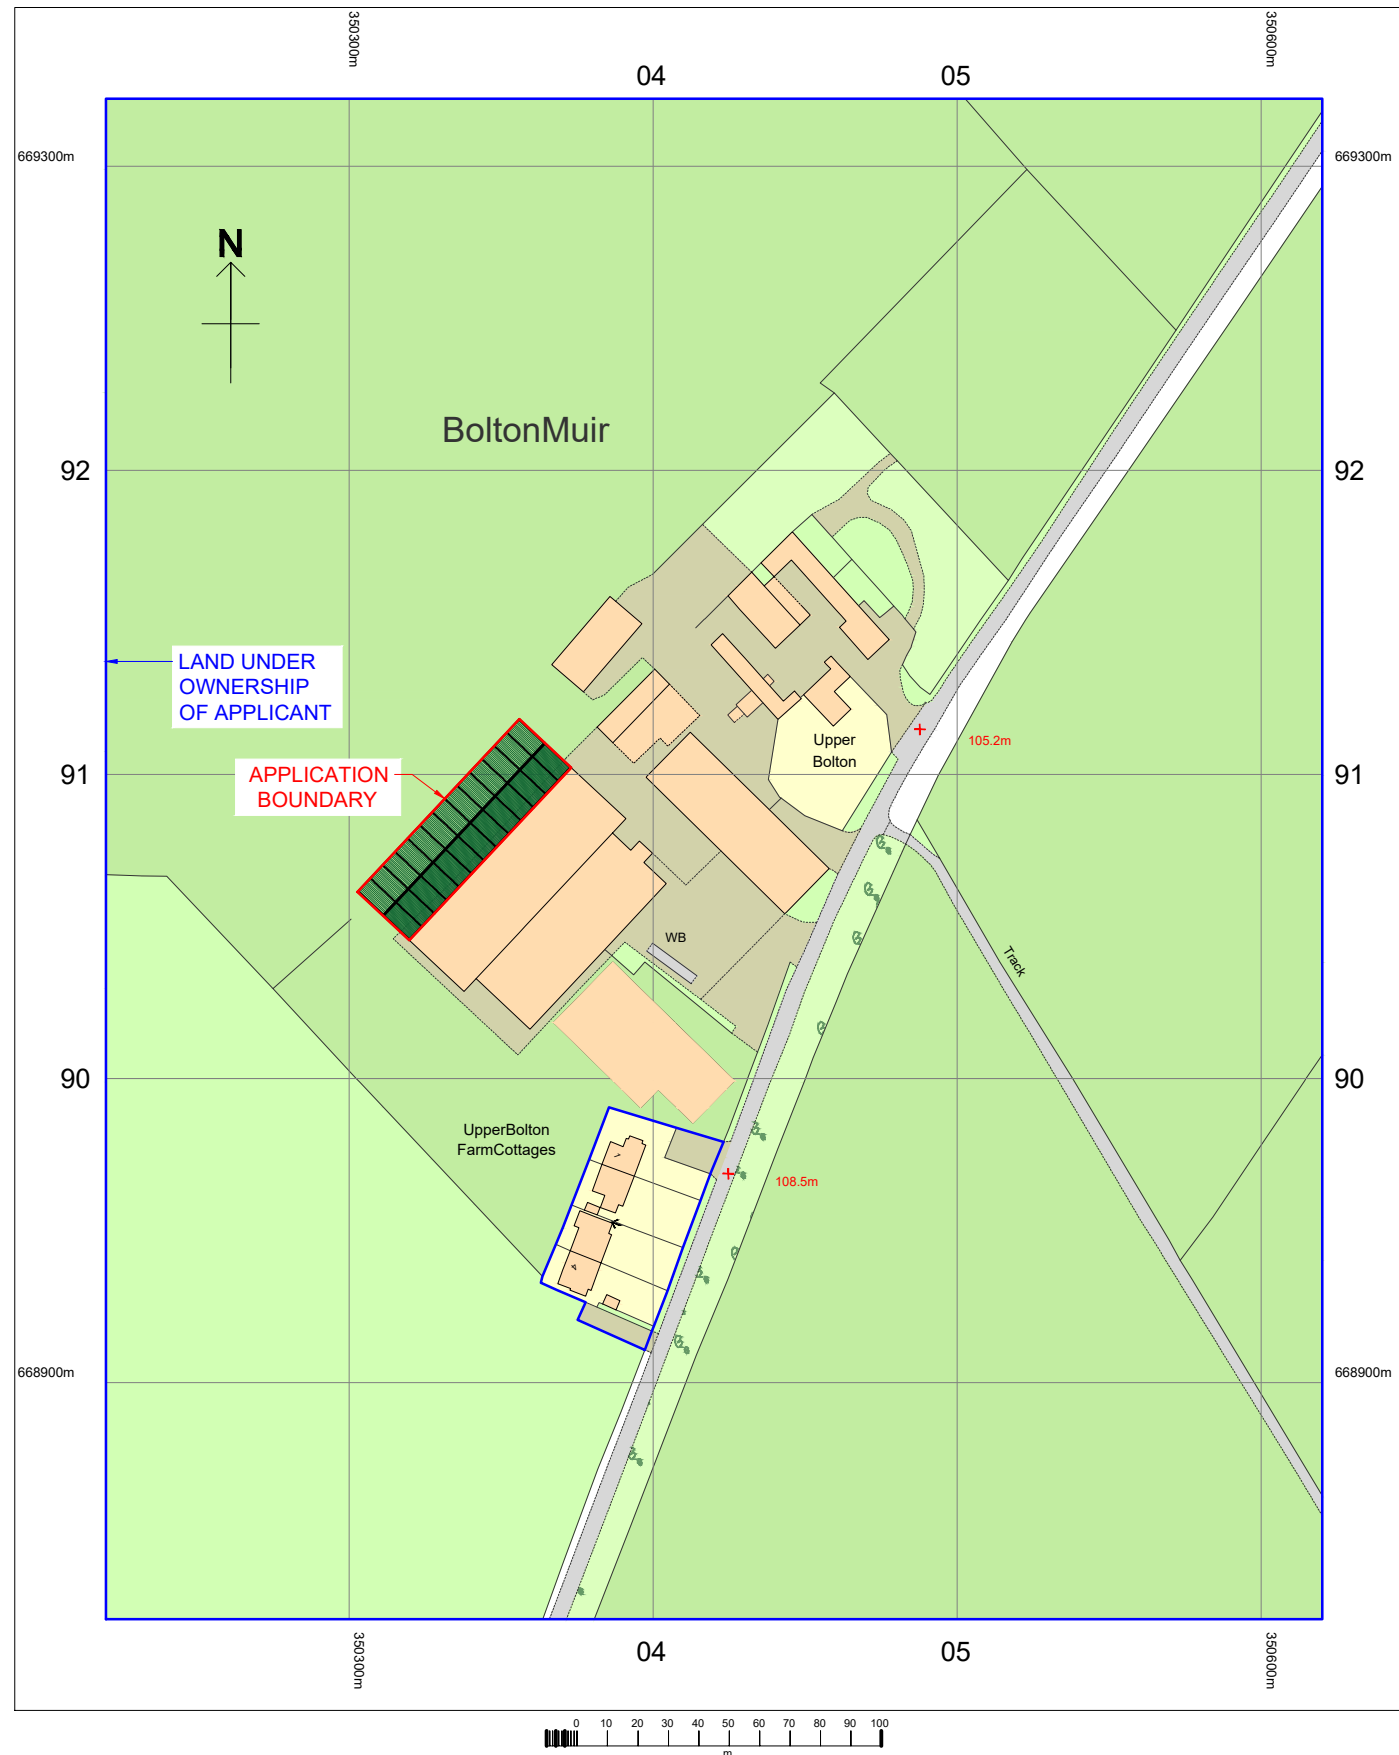 350300m
350600m
04
05
669300m
669300m
N
BoltonMuir
92
92
LAND UNDER
OWNERSHIP
OF APPLICANT
105.2m
Upper
Bolton
APPLICATION
BOUNDARY
91
91
WB
Track
90
90
UpperBolton
FarmCottages
1
108.5m
4
668900m
668900m
350300m
04
05
350600m
0 10 20 30 40 50 60 70 80 90 100
m